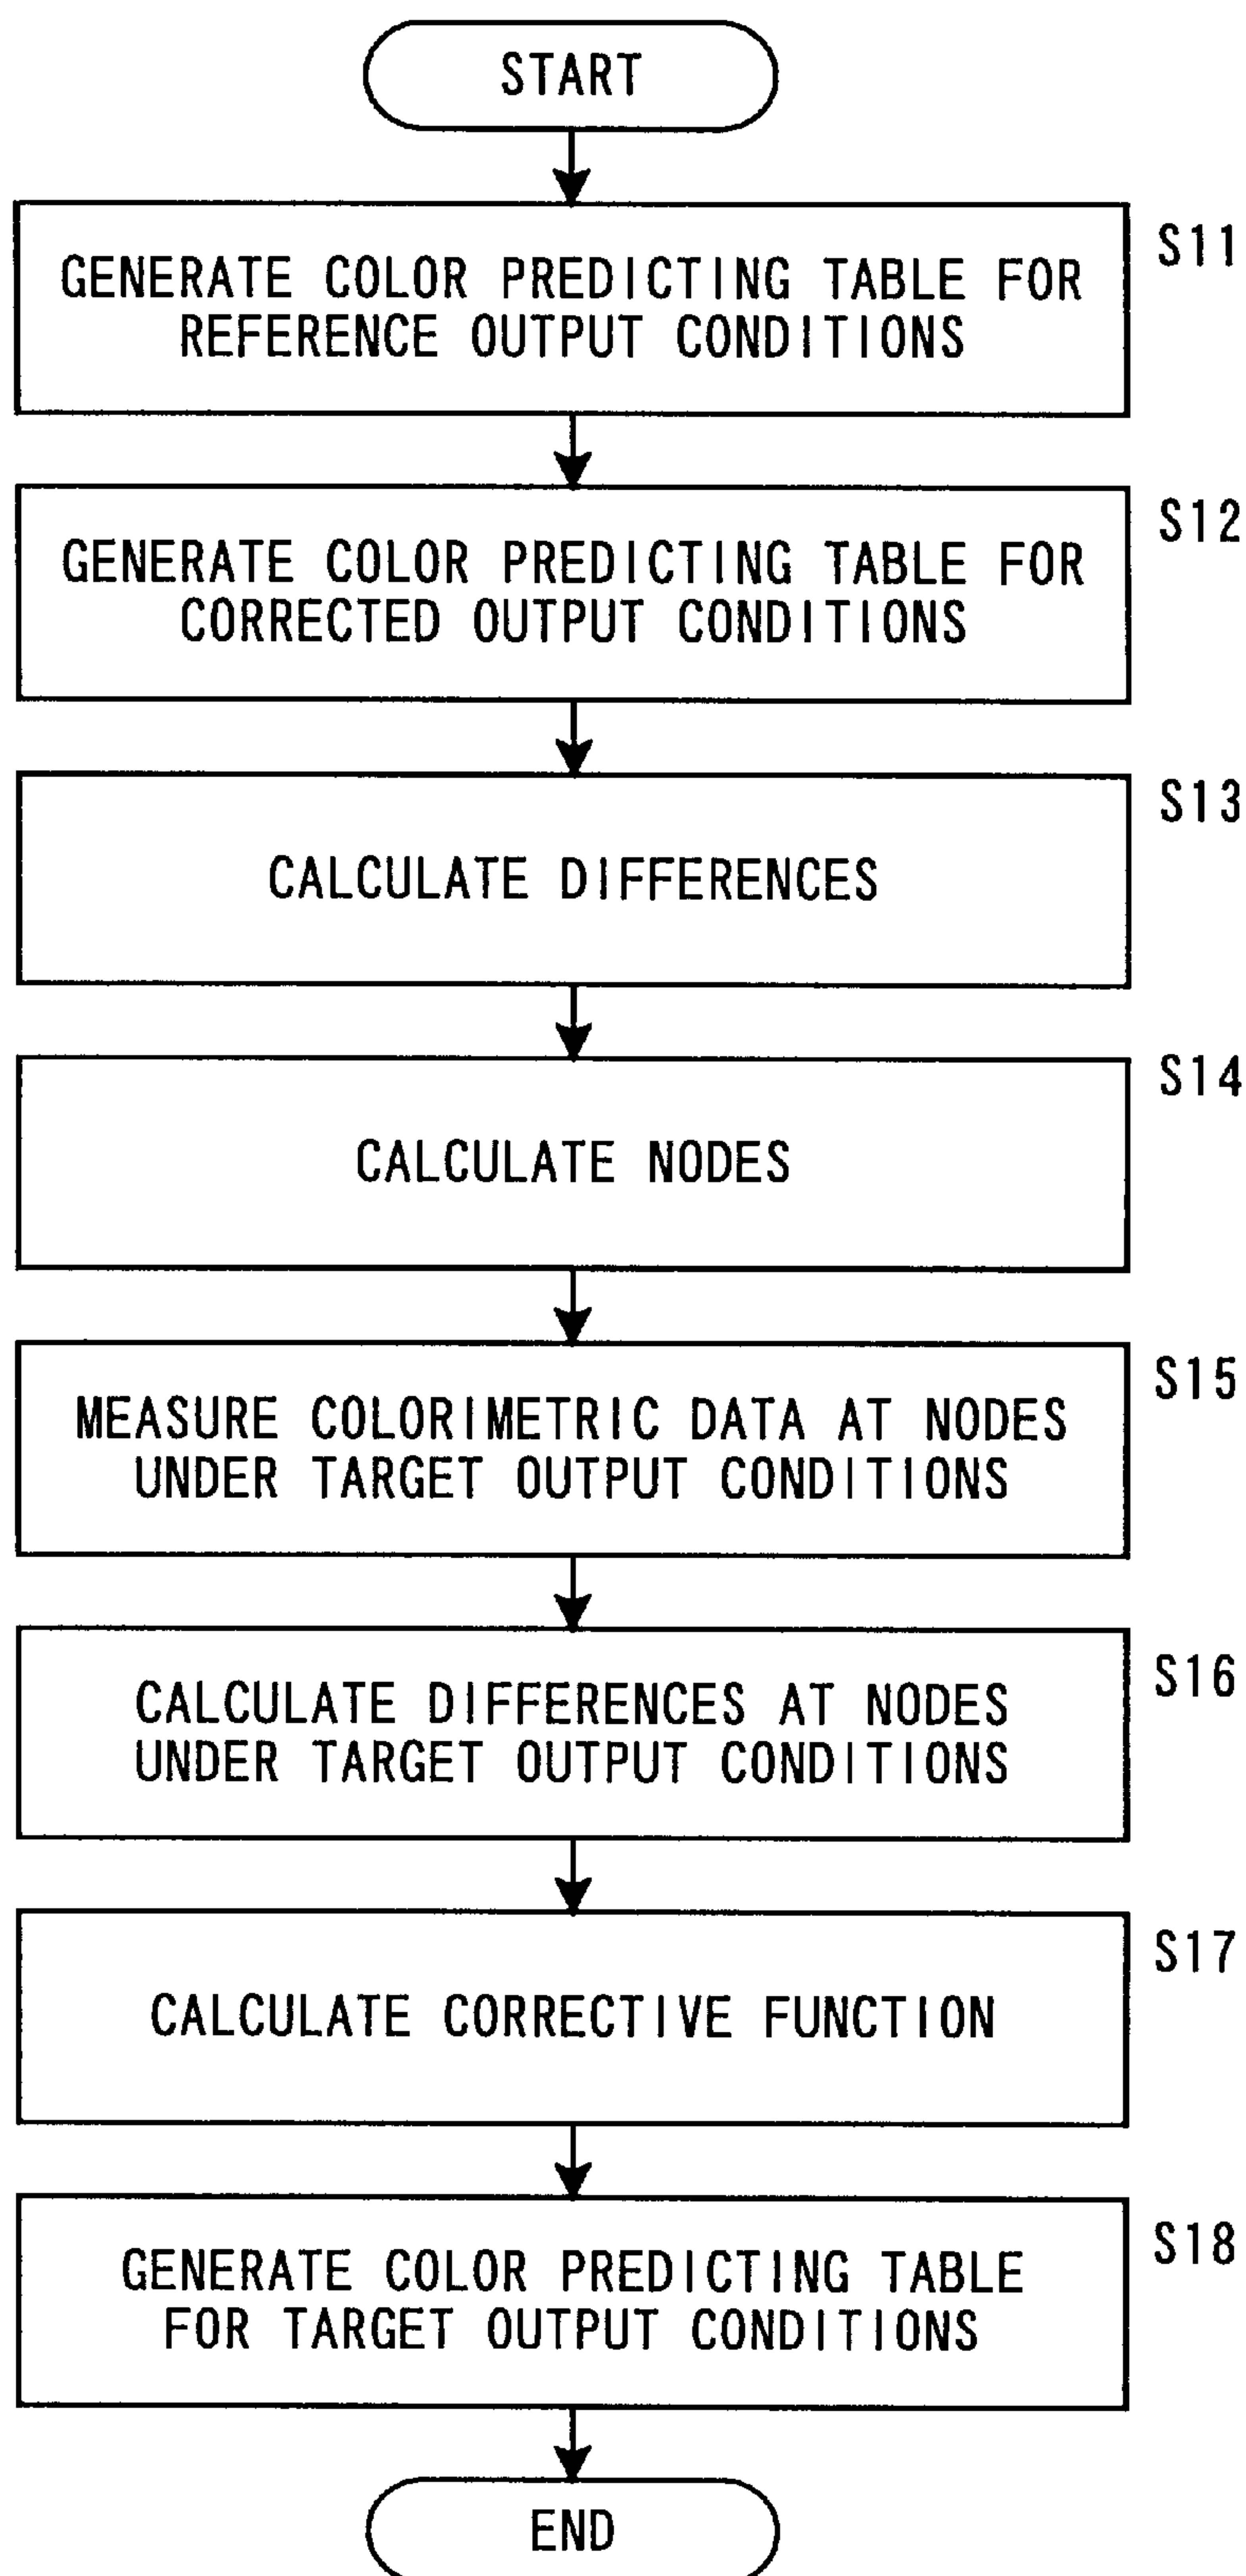 START
S11
GENERATE COLOR PREDICTING TABLE FOR
REFERENCE OUTPUT CONDITIONS
S12
GENERATE COLOR PREDICTING TABLE FOR
CORRECTED OUTPUT CONDITIONS
S13
CALCULATE DIFFERENCES
S14
CALCULATE NODES
S15
MEASURE COLORIMETRIC DATA AT NODES
UNDER TARGET OUTPUT CONDITIONS
S16
CALCULATE DIFFERENCES AT NODES
UNDER TARGET OUTPUT CONDITIONS
S17
CALCULATE CORRECTIVE FUNCTION
S18
GENERATE COLOR PREDICTING TABLE
FOR TARGET OUTPUT CONDITIONS
END